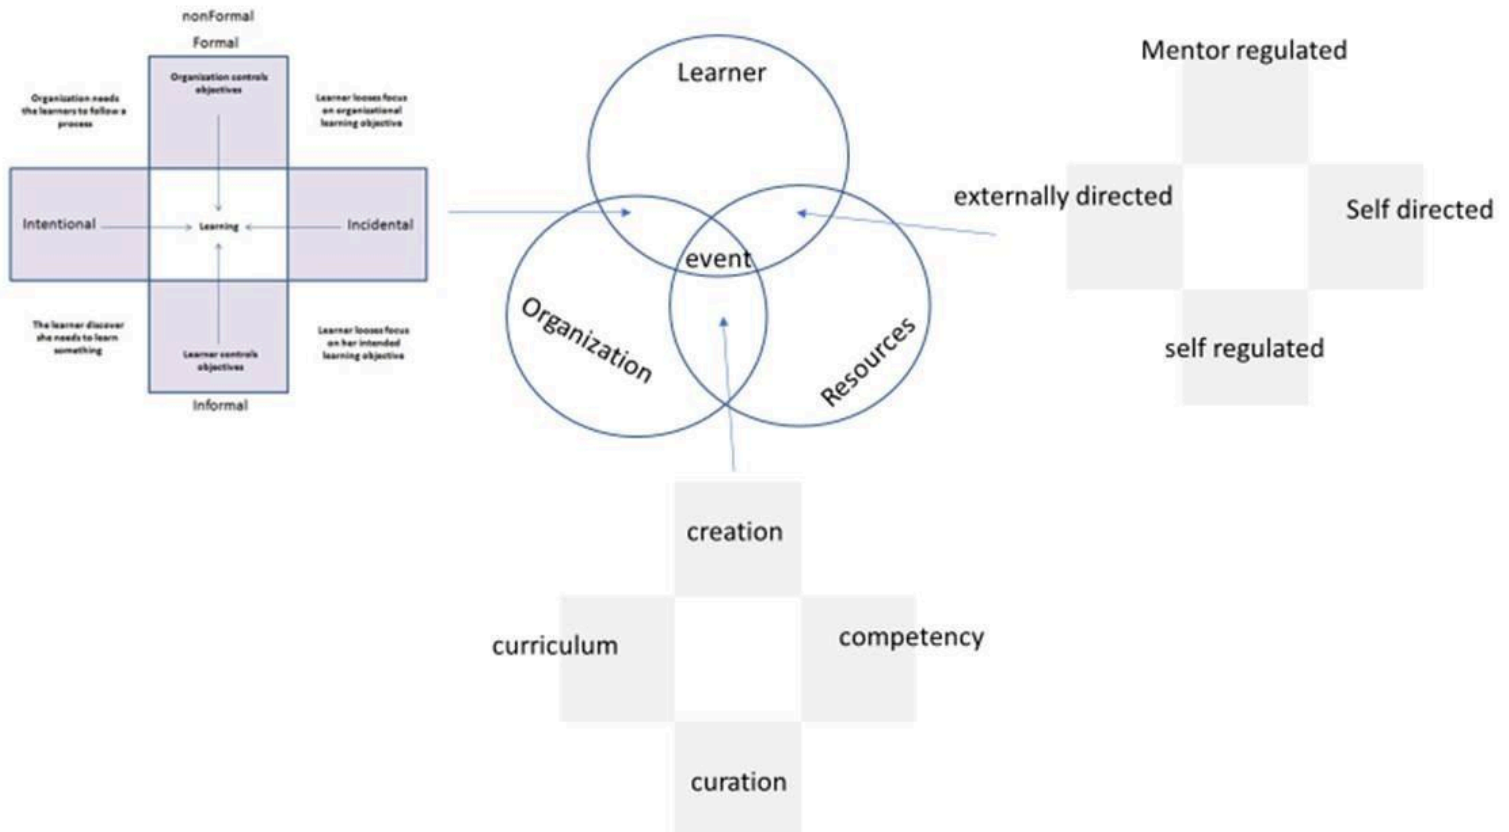 nonFormal
Formal
Organization controls
objectives
Organization needs
the learners to follow a
process
Learner looses focus
on organizational
learning objective
Intentional
Learning
Incidental
The learner discover
she needs to learn
something
Learner looses focus
on her intended
learning objective
Learner controls
objectives
Informal
Learner
event
Organization
Resources
Mentor regulated
externally directed
Self directed
self regulated
creation
curriculum
competency
curation